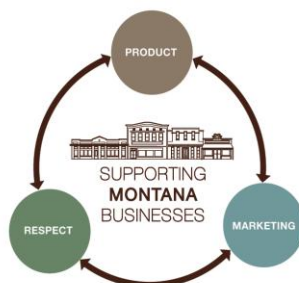 PRODUCT
SUPPORTING
MONTANA
BUSINESSES
RESPECT
MARKETING